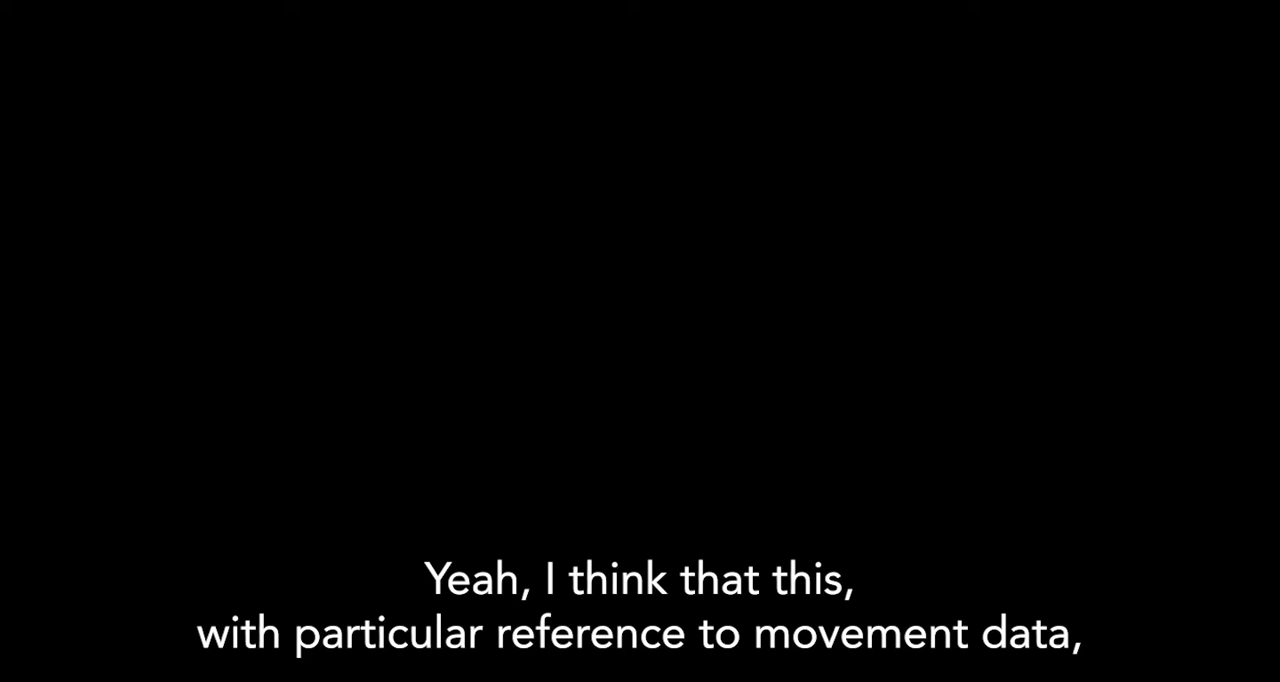 Yeah, I think that this,
with particular reference to movement data,